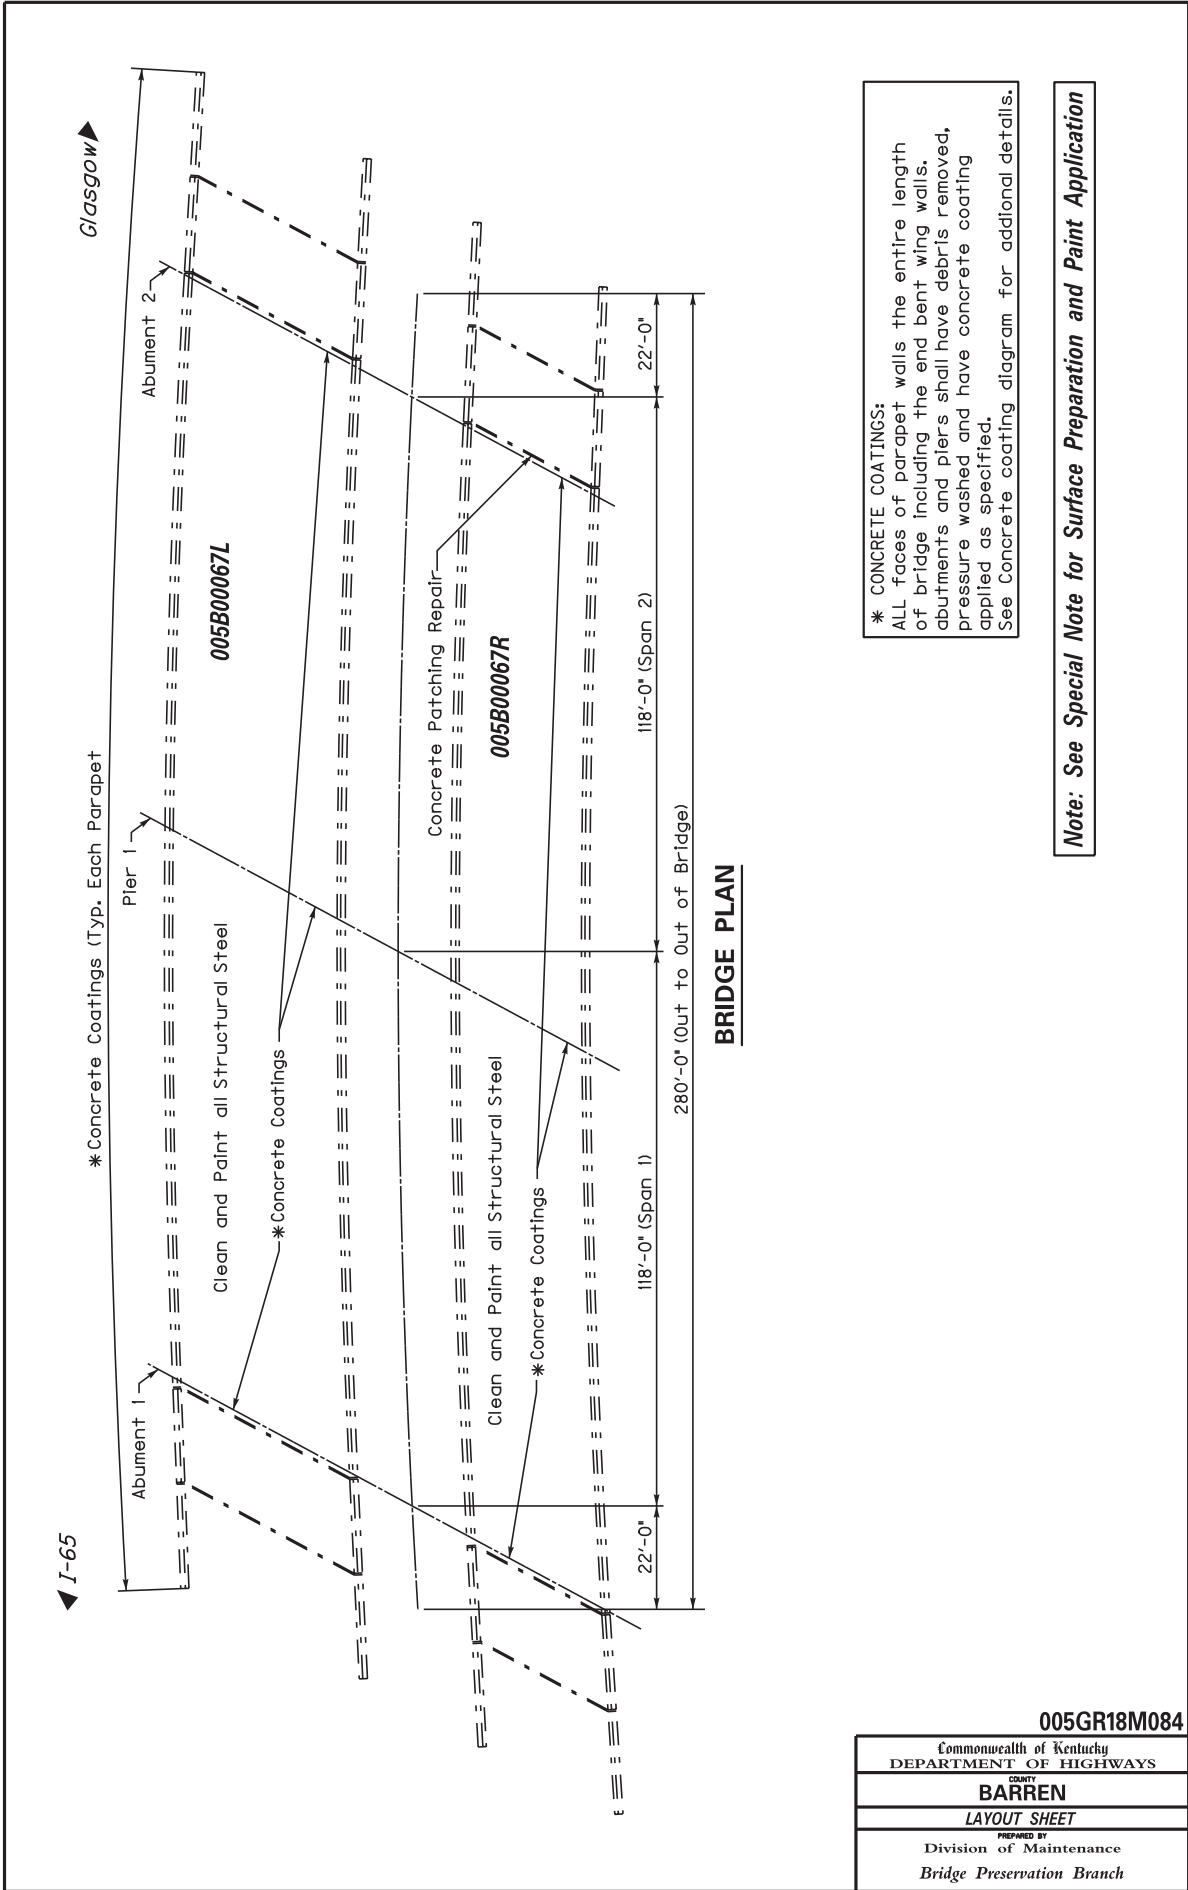 Glasgow
I-65
*Concrete Coatings (Typ. Each Parapet
Abument 1
Pier 1
Abument 2
Clean and Paint all Structural Steel
005B00067L
*Concrete Coatings
Concrete Patching Repair
Clean and Paint all Structural Steel
005B00067R
*Concrete Coatings
22'-0"
118'-0" (Span 1)
118'-0" (Span 2)
22'-0"
280'-0" (Out to Out of Bridge)
BRIDGE PLAN
* CONCRETE COATINGS:
ALL faces of parapet walls the entire length
of bridge including the end bent wing walls.
abutments and piers shall have debris removed,
pressure washed and have concrete coating
applied as specified.
See Concrete coating diagram for addional details.
Note: See Special Note for Surface Preparation and Paint Application
005GR18M084
Commonwealth of Kentucky
DEPARTMENT OF HIGHWAYS
COUNTY
BARREN
LAYOUT SHEET
PREPARED BY
Division of Maintenance
Bridge Preservation Branch